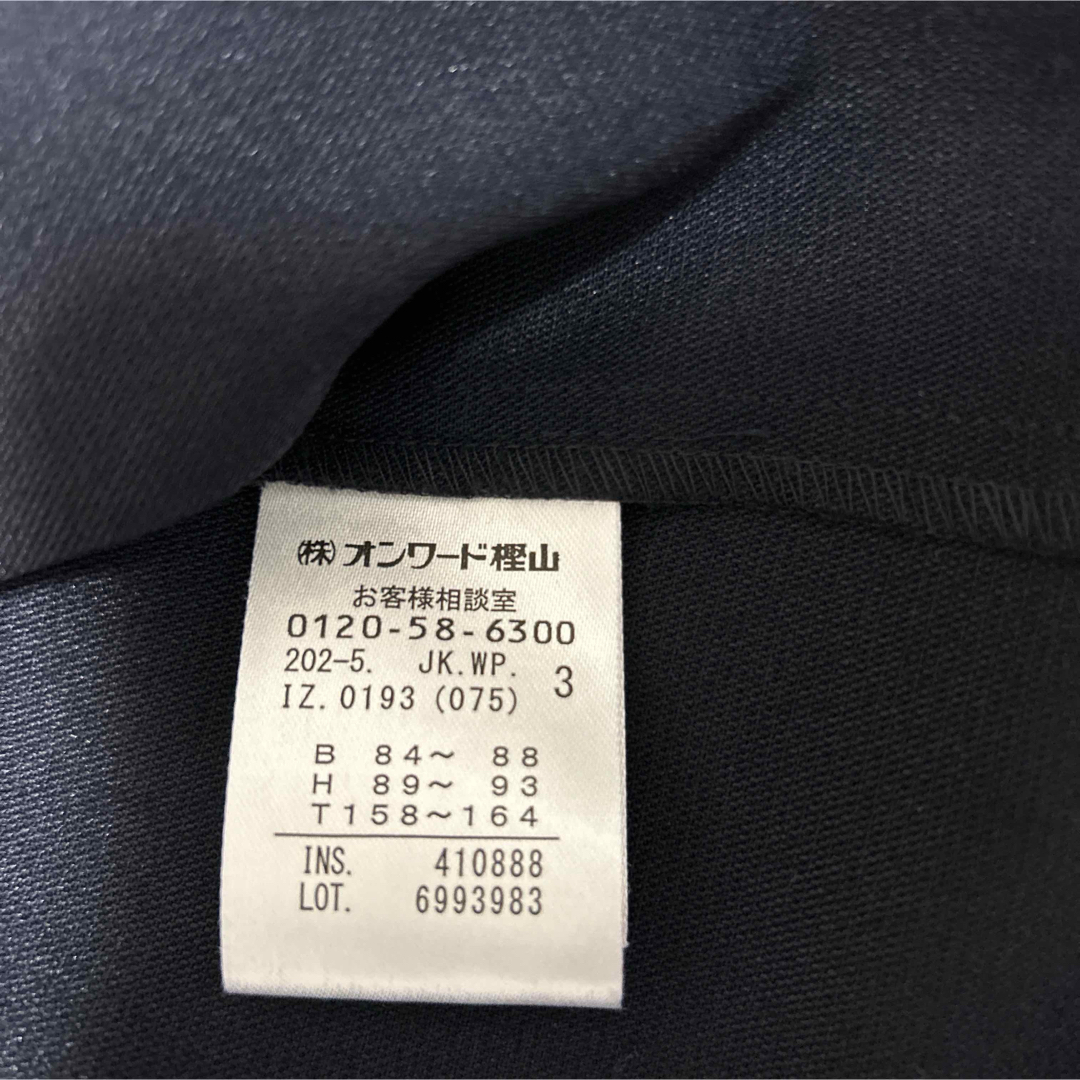 ㈱オンワード樫山
お客様相談室
0120-58-6300
202-5. JK.WP. 3
IZ.0193 (075)
B 84～ 88
H 89～ 93
T158～164
INS. 410888
LOT. 6993983